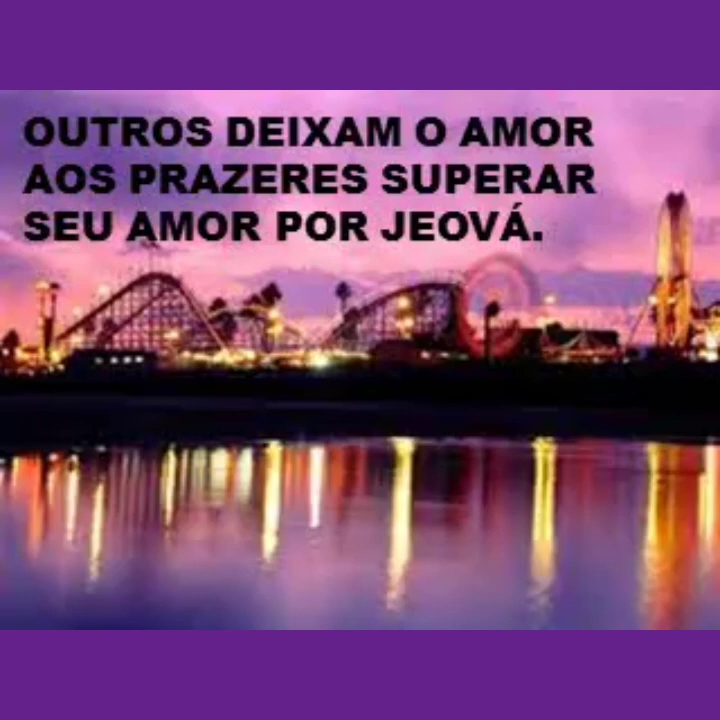 OUTROS DEIXAM O AMOR
AOS PRAZERES SUPERAR
SEU AMOR POR JEOVÁ.